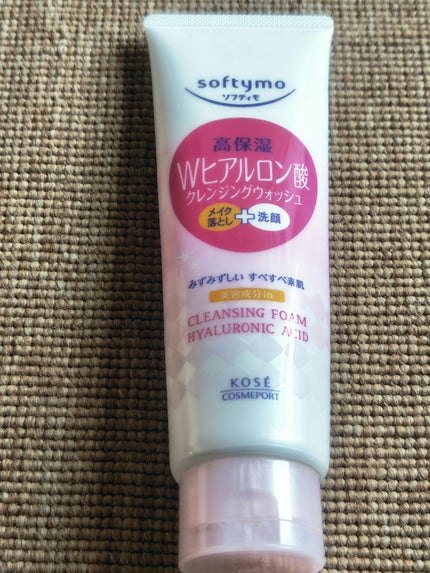 softymo
ソフティモ
高保湿
Wヒアルロン酸
クレンジングウォッシュ
メイク
落とし+洗顔
みずみずしい すべすべ素肌
美容成分in
CLEANSING FOAM
HYALURONIC ACID
KOSÉ
COSMEPORT